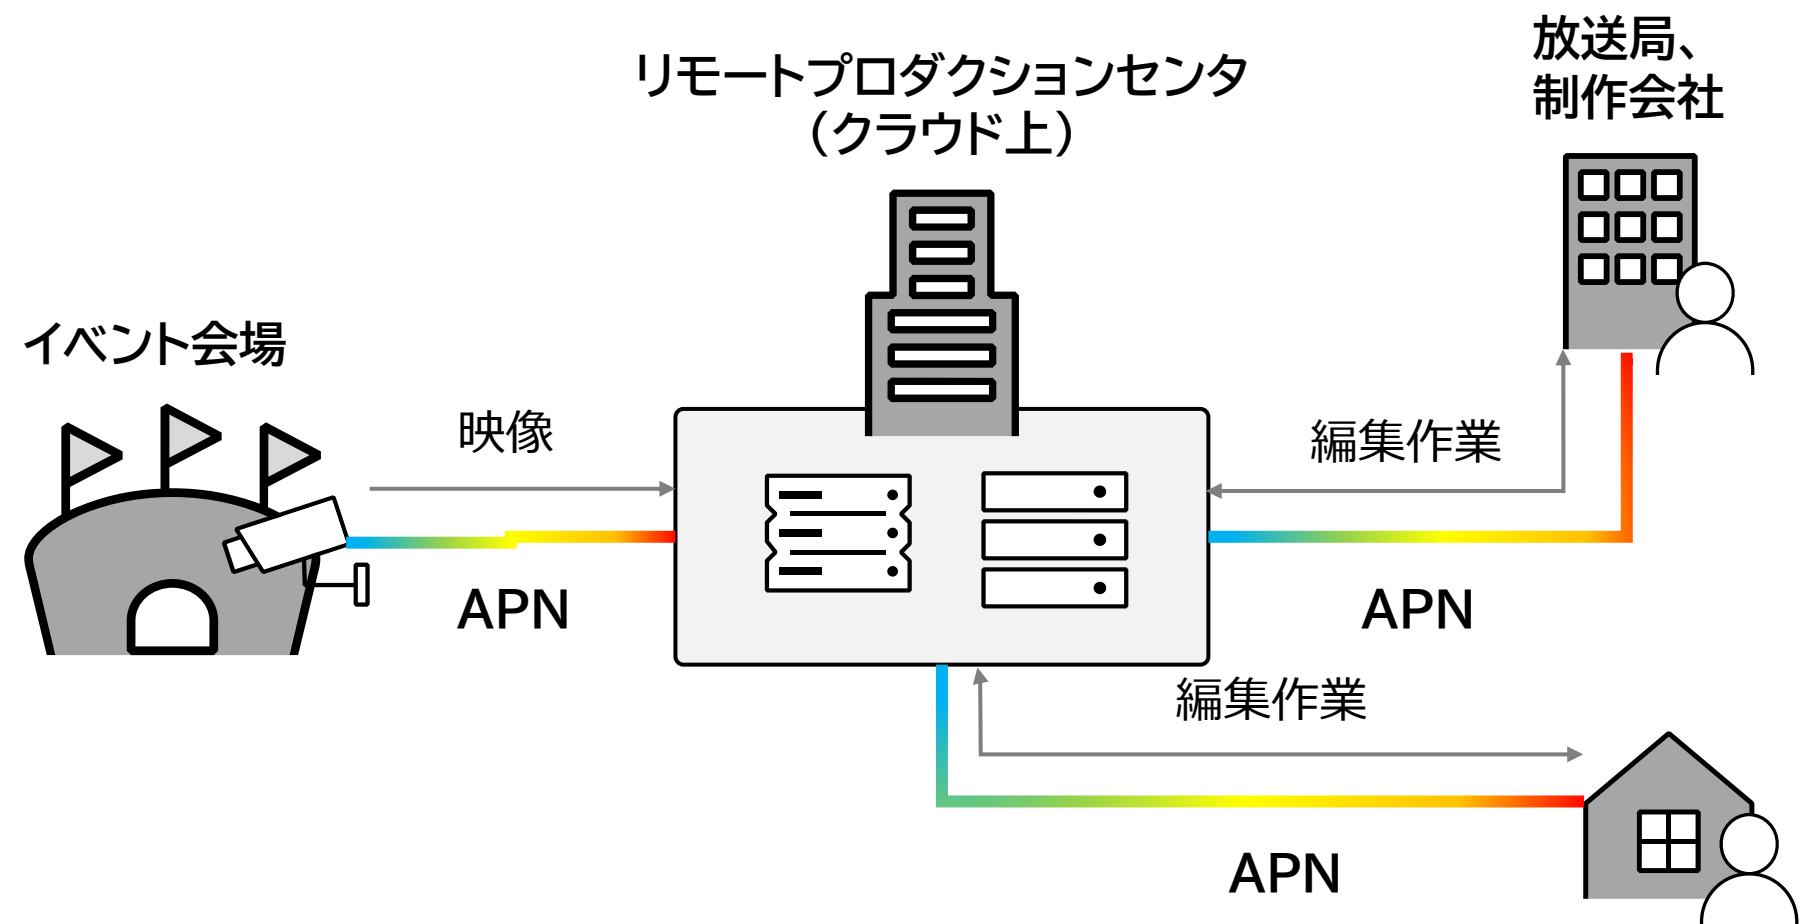 放送局、
制作会社
リモートプロダクションセンタ
（クラウド上）
イベント会場
映像
編集作業
APN
APN
編集作業
APN